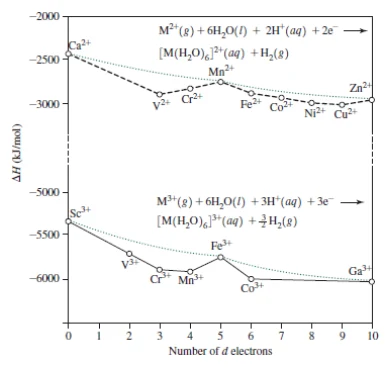 −2000
M²⁺(g) + 6H₂O(l) + 2H⁺(aq) + 2e⁻ ⟶
[M(H₂O)₆]²⁺(aq) + H₂(g)
Ca²⁺
−2500
Mn²⁺
Zn²⁺
−3000
V²⁺ Cr²⁺ Fe²⁺ Co²⁺ Ni²⁺ Cu²⁺
ΔH (kJ/mol)
−5000
M³⁺(g) + 6H₂O(l) + 3H⁺(aq) + 3e⁻ ⟶
[M(H₂O)₆]³⁺(aq) + 3/2 H₂(g)
Sc³⁺
−5500
Fe³⁺
V³⁺
Ga³⁺
−6000
Cr³⁺ Mn³⁺
Co³⁺
0 1 2 3 4 5 6 7 8 9 10
Number of d electrons